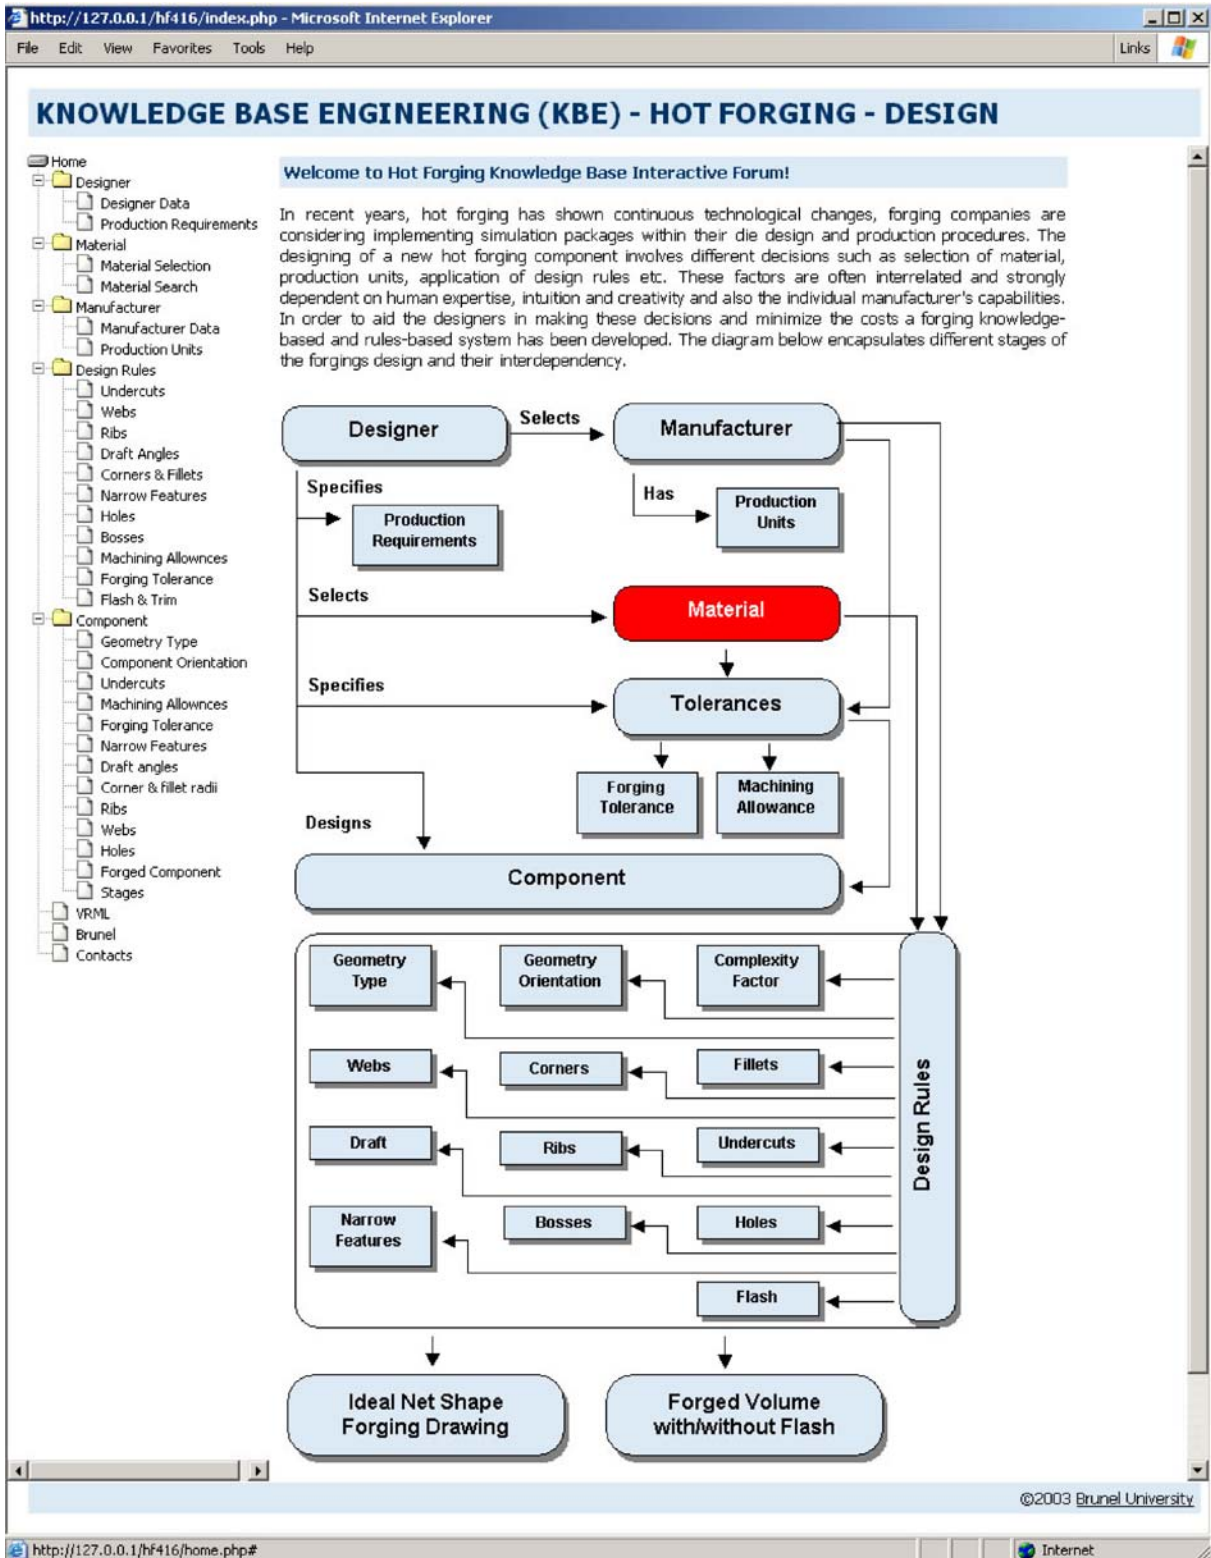 http://127.0.0.1/hf416/index.php - Microsoft Internet Explorer
File Edit View Favorites Tools Help Links
KNOWLEDGE BASE ENGINEERING (KBE) - HOT FORGING - DESIGN
Home
Designer
Designer Data
Production Requirements
Material
Material Selection
Material Search
Manufacturer
Manufacturer Data
Production Units
Design Rules
Undercuts
Webs
Ribs
Draft Angles
Corners & Fillets
Narrow Features
Holes
Bosses
Machining Allownces
Forging Tolerance
Flash & Trim
Component
Geometry Type
Component Orientation
Undercuts
Machining Allownces
Forging Tolerance
Narrow Features
Draft angles
Corner & fillet radii
Ribs
Webs
Holes
Forged Component
Stages
VRML
Brunel
Contacts
Welcome to Hot Forging Knowledge Base Interactive Forum!
In recent years, hot forging has shown continuous technological changes, forging companies are
considering implementing simulation packages within their die design and production procedures. The
designing of a new hot forging component involves different decisions such as selection of material,
production units, application of design rules etc. These factors are often interrelated and strongly
dependent on human expertise, intuition and creativity and also the individual manufacturer's capabilities.
In order to aid the designers in making these decisions and minimize the costs a forging knowledge-
based and rules-based system has been developed. The diagram below encapsulates different stages of
the forgings design and their interdependency.
Designer
Selects
Manufacturer
Specifies
Production
Requirements
Has
Production
Units
Selects
Material
Specifies
Tolerances
Forging
Tolerance
Machining
Allowance
Designs
Component
Geometry
Type
Geometry
Orientation
Complexity
Factor
Webs
Corners
Fillets
Draft
Ribs
Undercuts
Narrow
Features
Bosses
Holes
Flash
Design Rules
Ideal Net Shape
Forging Drawing
Forged Volume
with/without Flash
©2003 Brunel University
http://127.0.0.1/hf416/home.php#
Internet